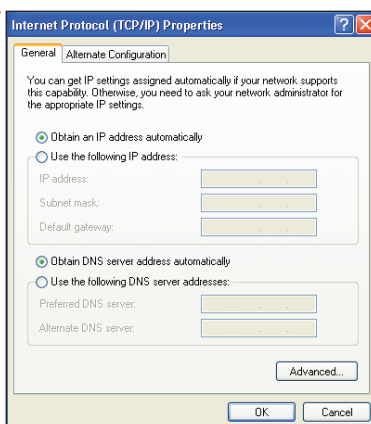 Internet Protocol (TCP/IP) Properties
General
Alternate Configuration
You can get IP settings assigned automatically if your network supports
this capability. Otherwise, you need to ask your network administrator for
the appropriate IP settings.
Obtain an IP address automatically
Use the following IP address:
IP address:
Subnet mask:
Default gateway:
Obtain DNS server address automatically
Use the following DNS server addresses:
Preferred DNS server:
Alternate DNS server:
Advanced...
OK
Cancel